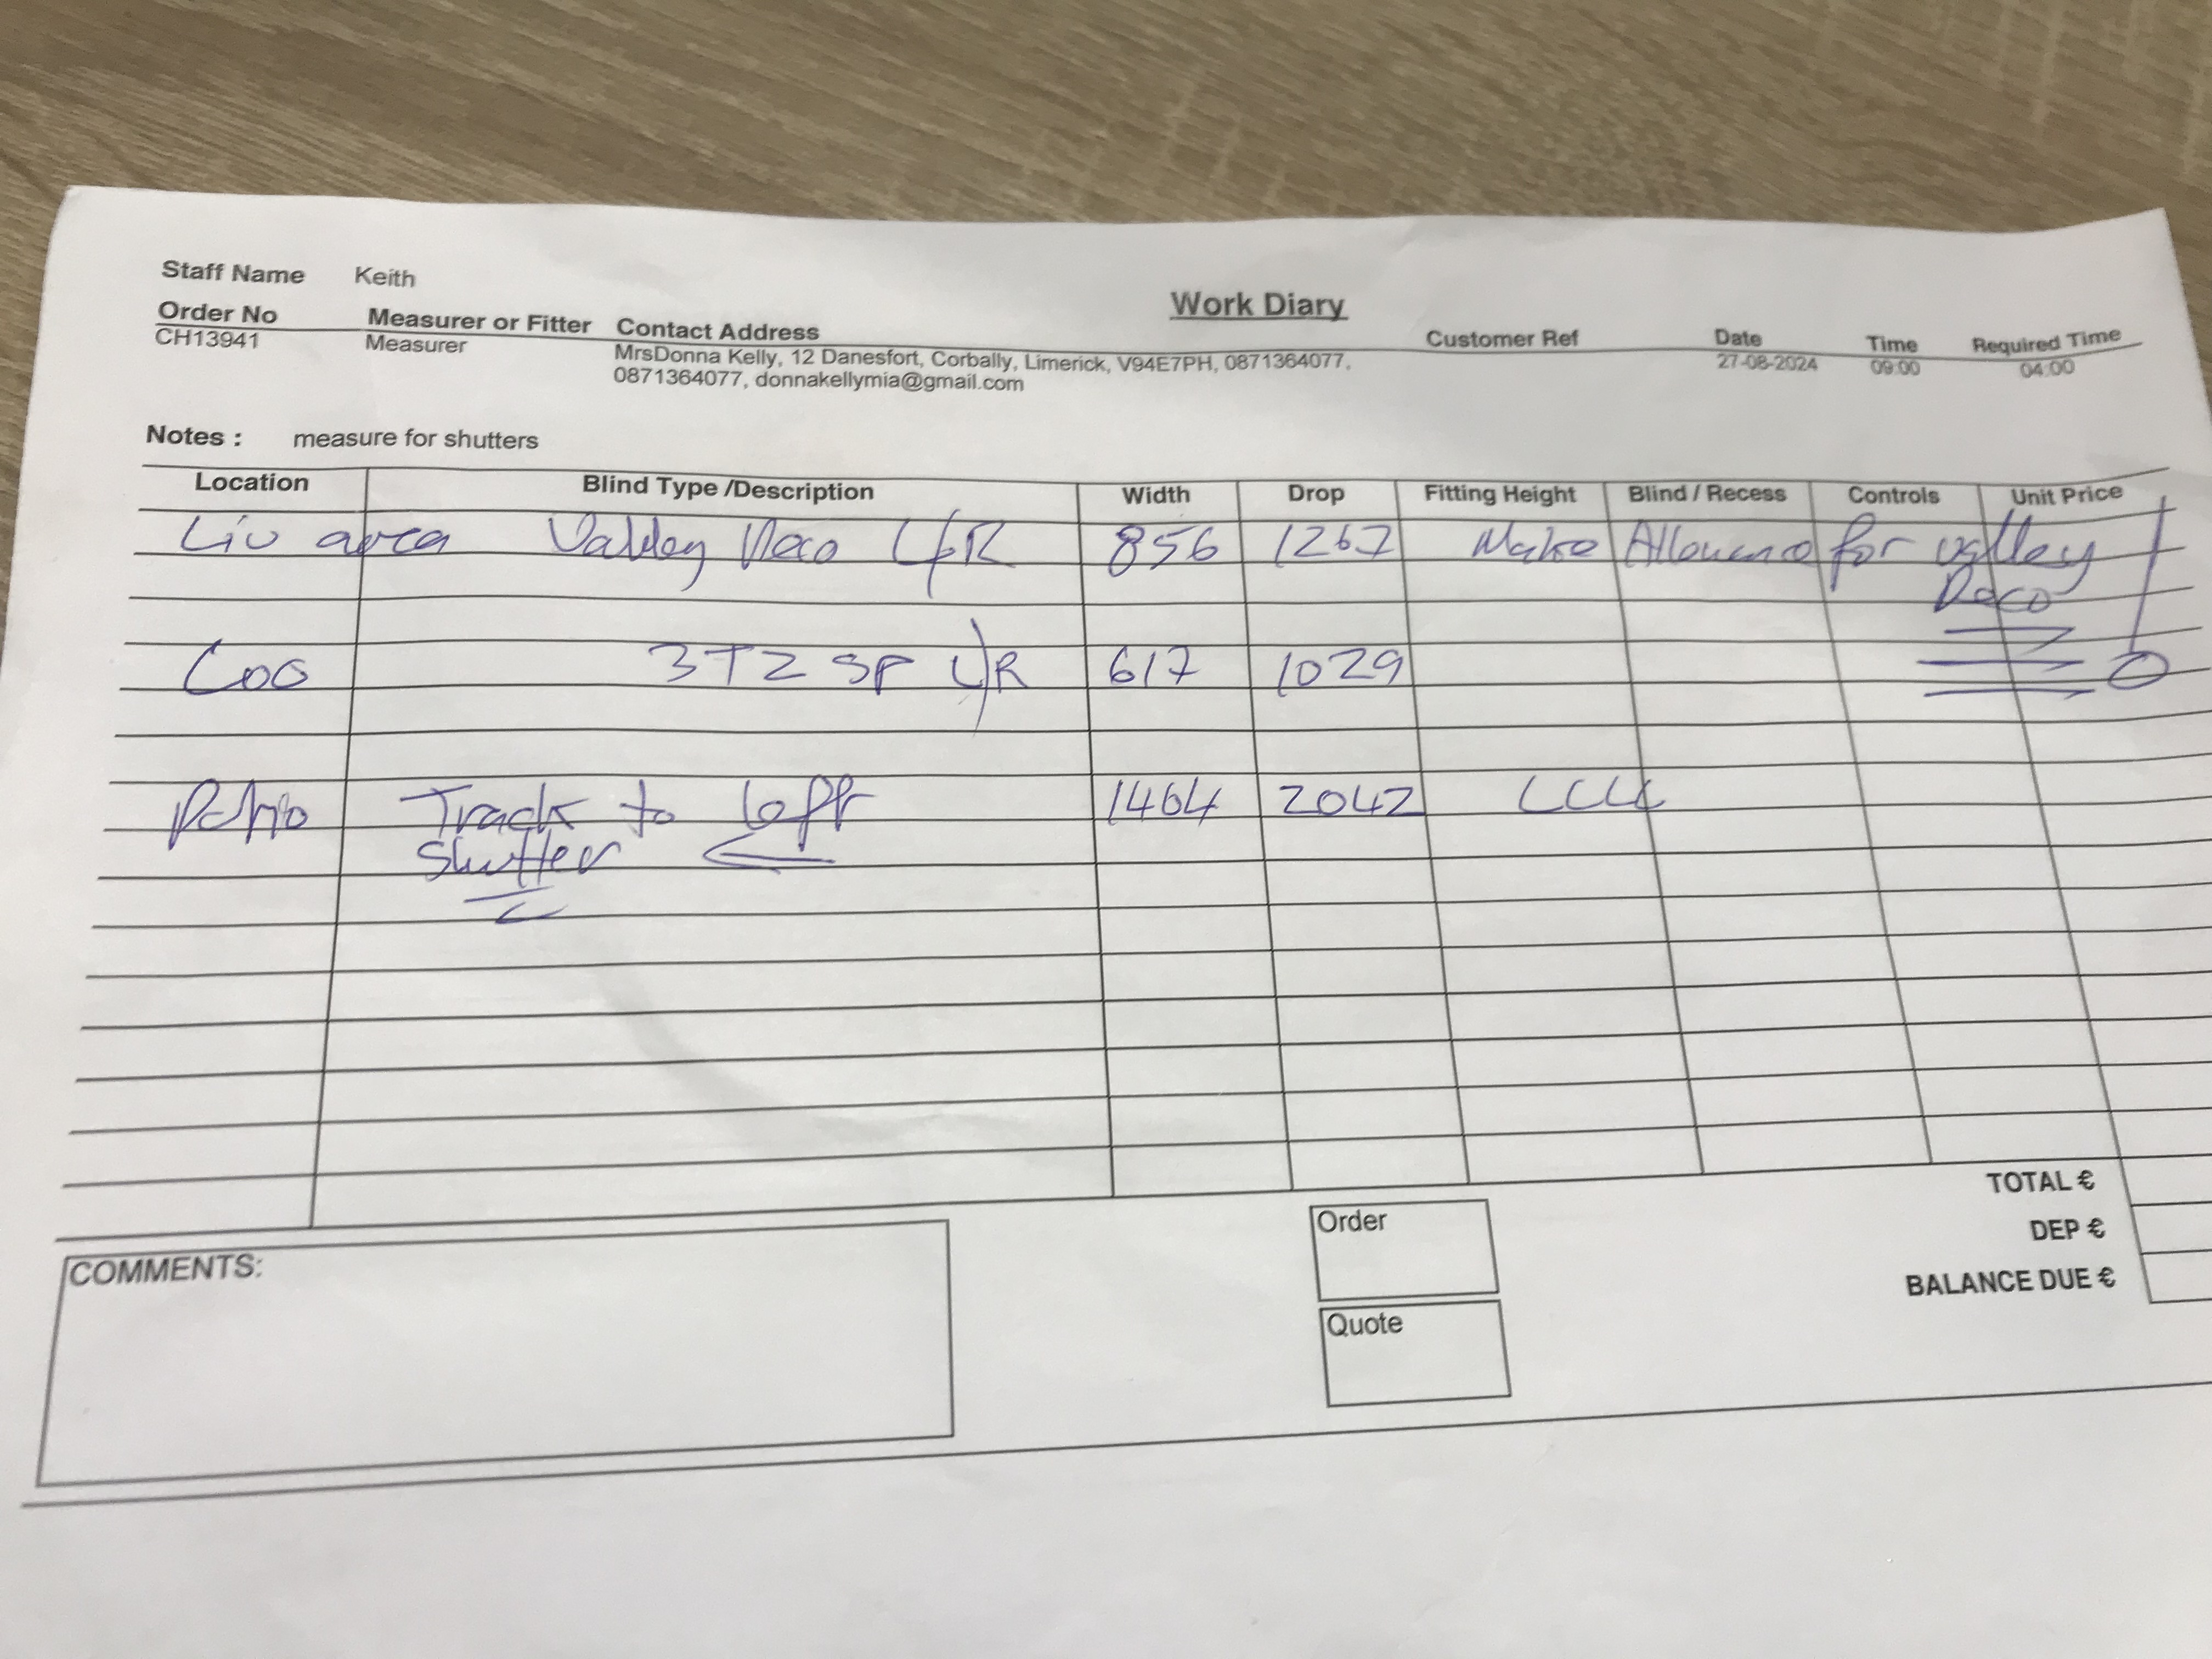 Staff Name Keith
Work Diary
Order No Measurer or Fitter Contact Address Customer Ref Date Time Required Time
CH13941 Measurer MrsDonna Kelly, 12 Danesfort, Corbally, Limerick, V94E7PH, 0871364077, 27-08-2024 09:00 04:00
0871364077, donnakellymia@gmail.com
Notes : measure for shutters
Location Blind Type /Description Width Drop Fitting Height Blind / Recess Controls Unit Price
Liv area Valley Deco L/R 856 1267 Make Allowance for valley
Deco
3T2 SP L/R 617 1029
Patio Track to left 1464 2042 LLLL
shutter
TOTAL €
DEP €
BALANCE DUE €
COMMENTS:
Order
Quote